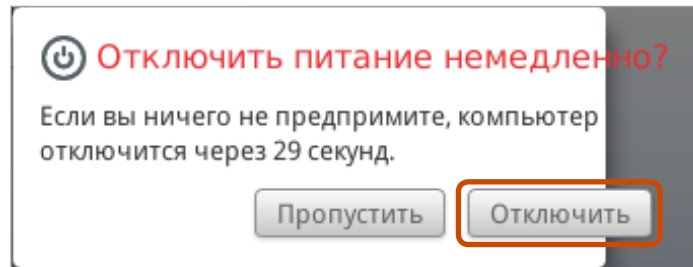 Отключить питание немедленно?
Если вы ничего не предпримите, компьютер
отключится через 29 секунд.
Пропустить Отключить